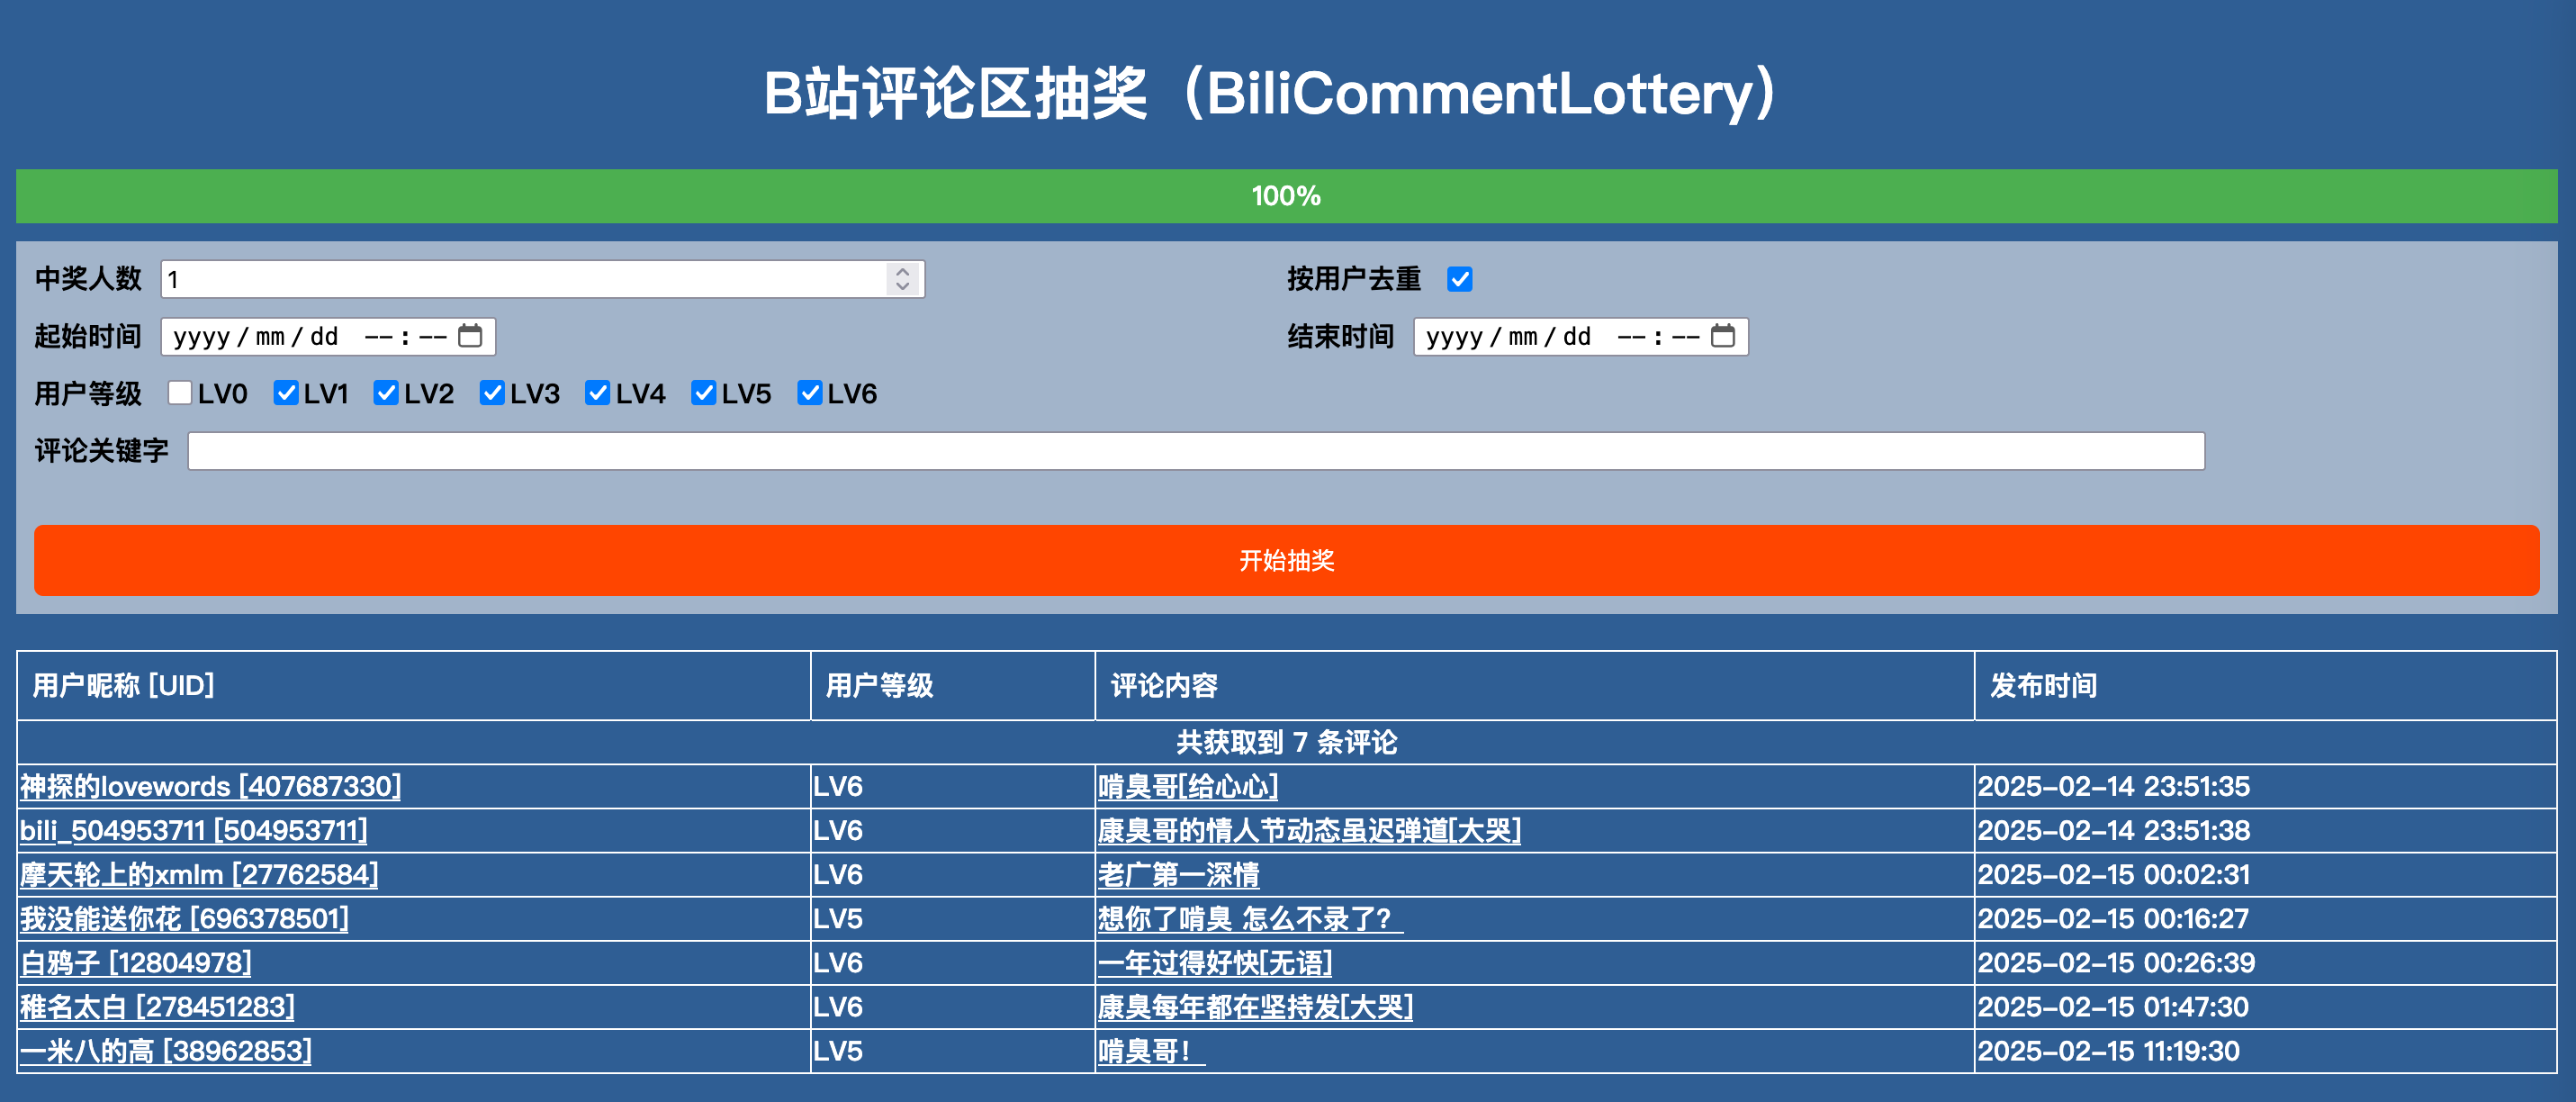 B站评论区抽奖（BiliCommentLottery）
100%
中奖人数 1 按用户去重
起始时间 yyyy/mm/dd --:-- 结束时间 yyyy/mm/dd --:--
用户等级 LV0 LV1 LV2 LV3 LV4 LV5 LV6
评论关键字
开始抽奖
用户昵称 [UID] 用户等级 评论内容 发布时间
共获取到 7 条评论
神探的lovewords [407687330] LV6 啃臭哥[给心心] 2025-02-14 23:51:35
bili_504953711 [504953711] LV6 康臭哥的情人节动态虽迟弹道[大哭] 2025-02-14 23:51:38
摩天轮上的xmlm [27762584] LV6 老广第一深情 2025-02-15 00:02:31
我没能送你花 [696378501] LV5 想你了啃臭 怎么不录了？ 2025-02-15 00:16:27
白鸦子 [12804978] LV6 一年过得好快[无语] 2025-02-15 00:26:39
稚名太白 [278451283] LV6 康臭每年都在坚持发[大哭] 2025-02-15 01:47:30
一米八的高 [38962853] LV5 啃臭哥！ 2025-02-15 11:19:30